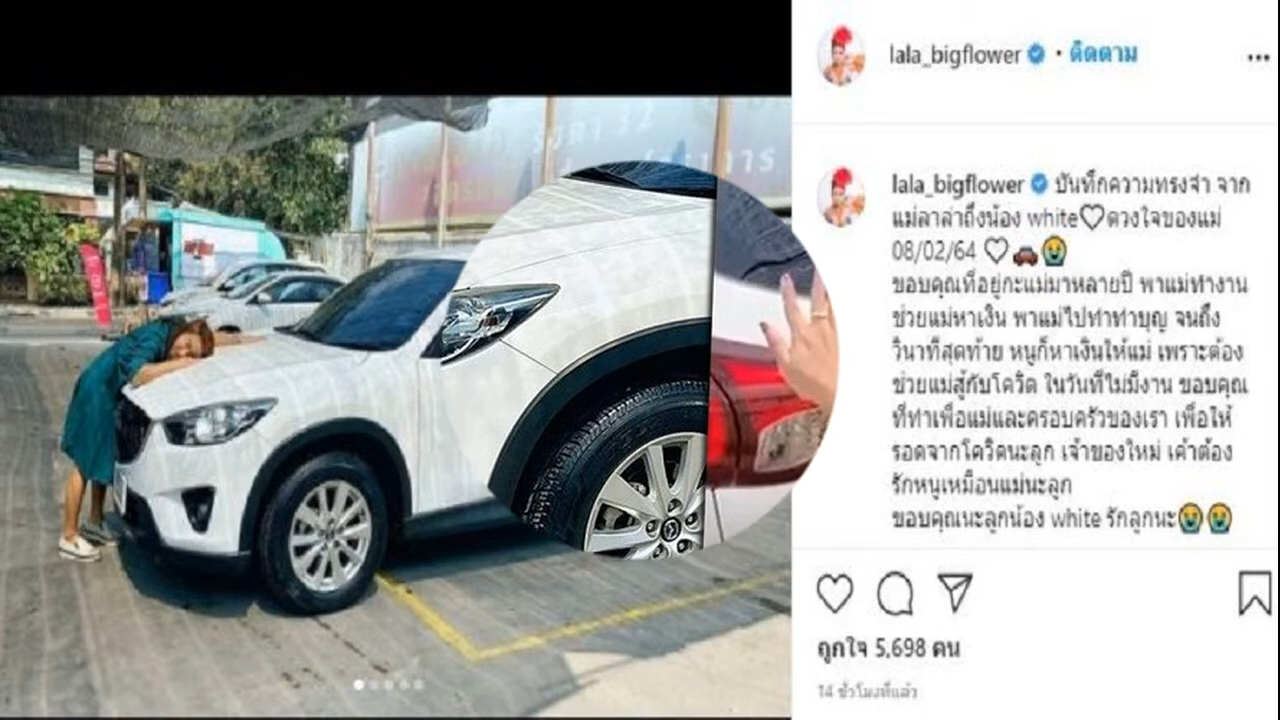 lala_bigflower • ติดตาม
lala_bigflower บันทึกความทรงจำ จาก
แม่ลาล่าถึงน้อง white♡ดวงใจของแม่
08/02/64 ♡🚗😭
ขอบคุณที่อยู่กะแม่มาหลายปี พาแม่ทำงาน
ช่วยแม่หาเงิน พาแม่ไปทำทำบุญ จนถึง
วินาทีสุดท้าย หนูก็หาเงินให้แม่ เพราะต้อง
ช่วยแม่สู้กับโควิด ในวันที่ไม่มีงาน ขอบคุณ
ที่ทำเพื่อแม่และครอบครัวของเรา เพื่อให้
รอดจากโควิดนะลูก เจ้าของใหม่ เค้าต้อง
รักหนูเหมือนแม่นะลูก
ขอบคุณนะลูกน้อง white รักลูกนะ😭😭
ถูกใจ 5,698 คน
14 ชั่วโมงที่แล้ว